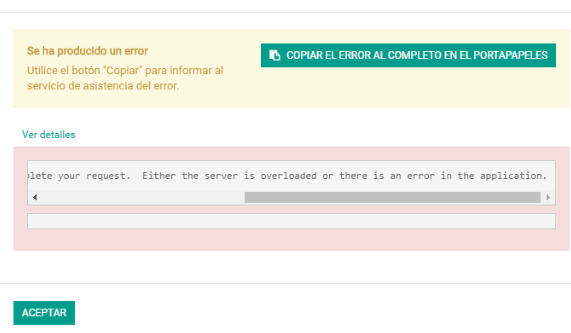 Se ha producido un error
COPIAR EL ERROR AL COMPLETO EN EL PORTAPAPELES
Utilice el botón "Copiar" para informar al
servicio de asistencia del error.
Ver detalles
your request. Either the server is overloaded or there is an error in the application.
ACEPTAR